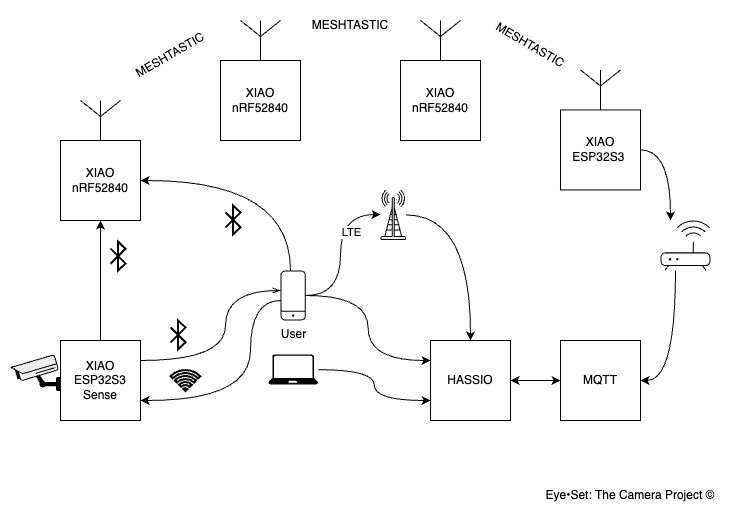 MESHTASTIC
MESHTASTIC
MESHTASTIC
XIAO
nRF52840
XIAO
nRF52840
XIAO
ESP32S3
XIAO
nRF52840
LTE
User
XIAO
ESP32S3
Sense
HASSIO
MQTT
Eye•Set: The Camera Project ©